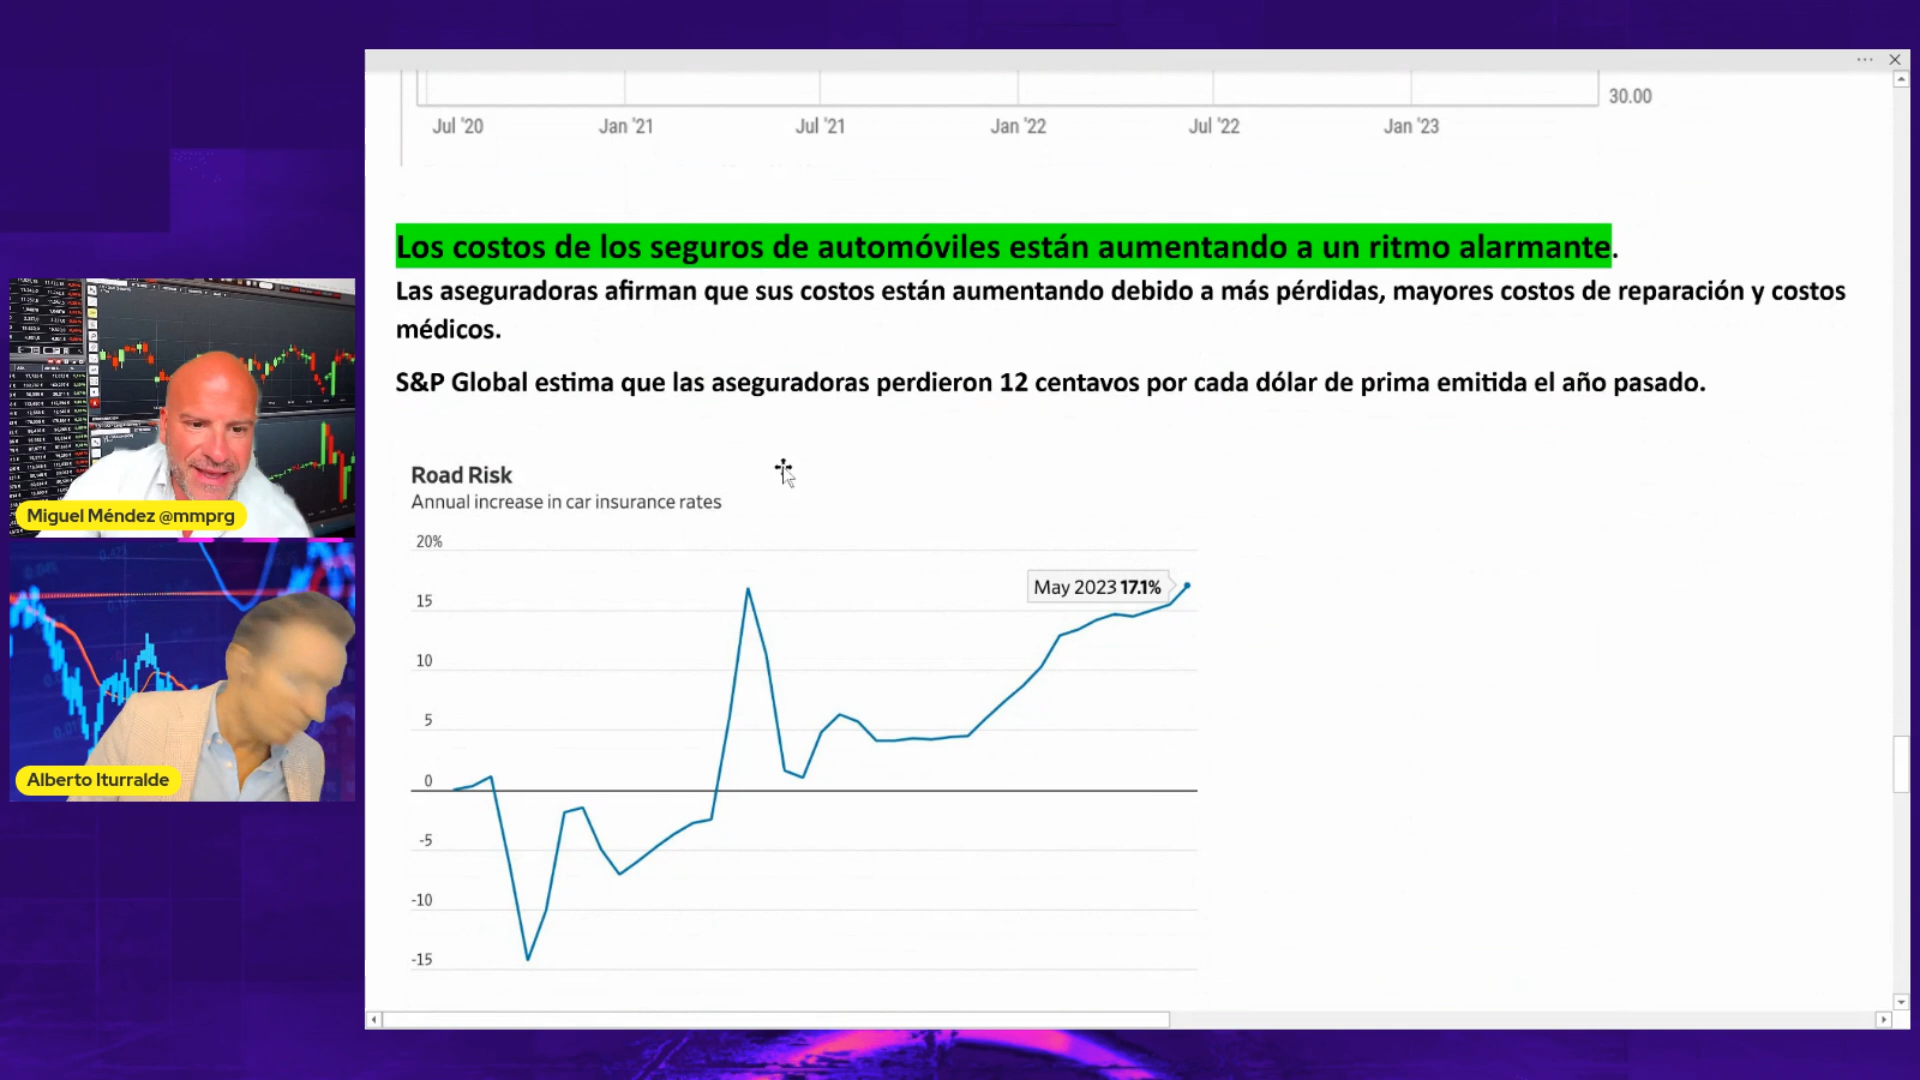 30.00
Jul '20 Jan '21 Jul '21 Jan '22 Jul '22 Jan '23
Los costos de los seguros de automóviles están aumentando a un ritmo alarmante.
Las aseguradoras afirman que sus costos están aumentando debido a más pérdidas, mayores costos de reparación y costos
médicos.
S&P Global estima que las aseguradoras perdieron 12 centavos por cada dólar de prima emitida el año pasado.
Road Risk
Annual increase in car insurance rates
20%
May 2023 17.1%
15
10
5
0
-5
-10
-15
Miguel Méndez @mmprg
Alberto Iturralde